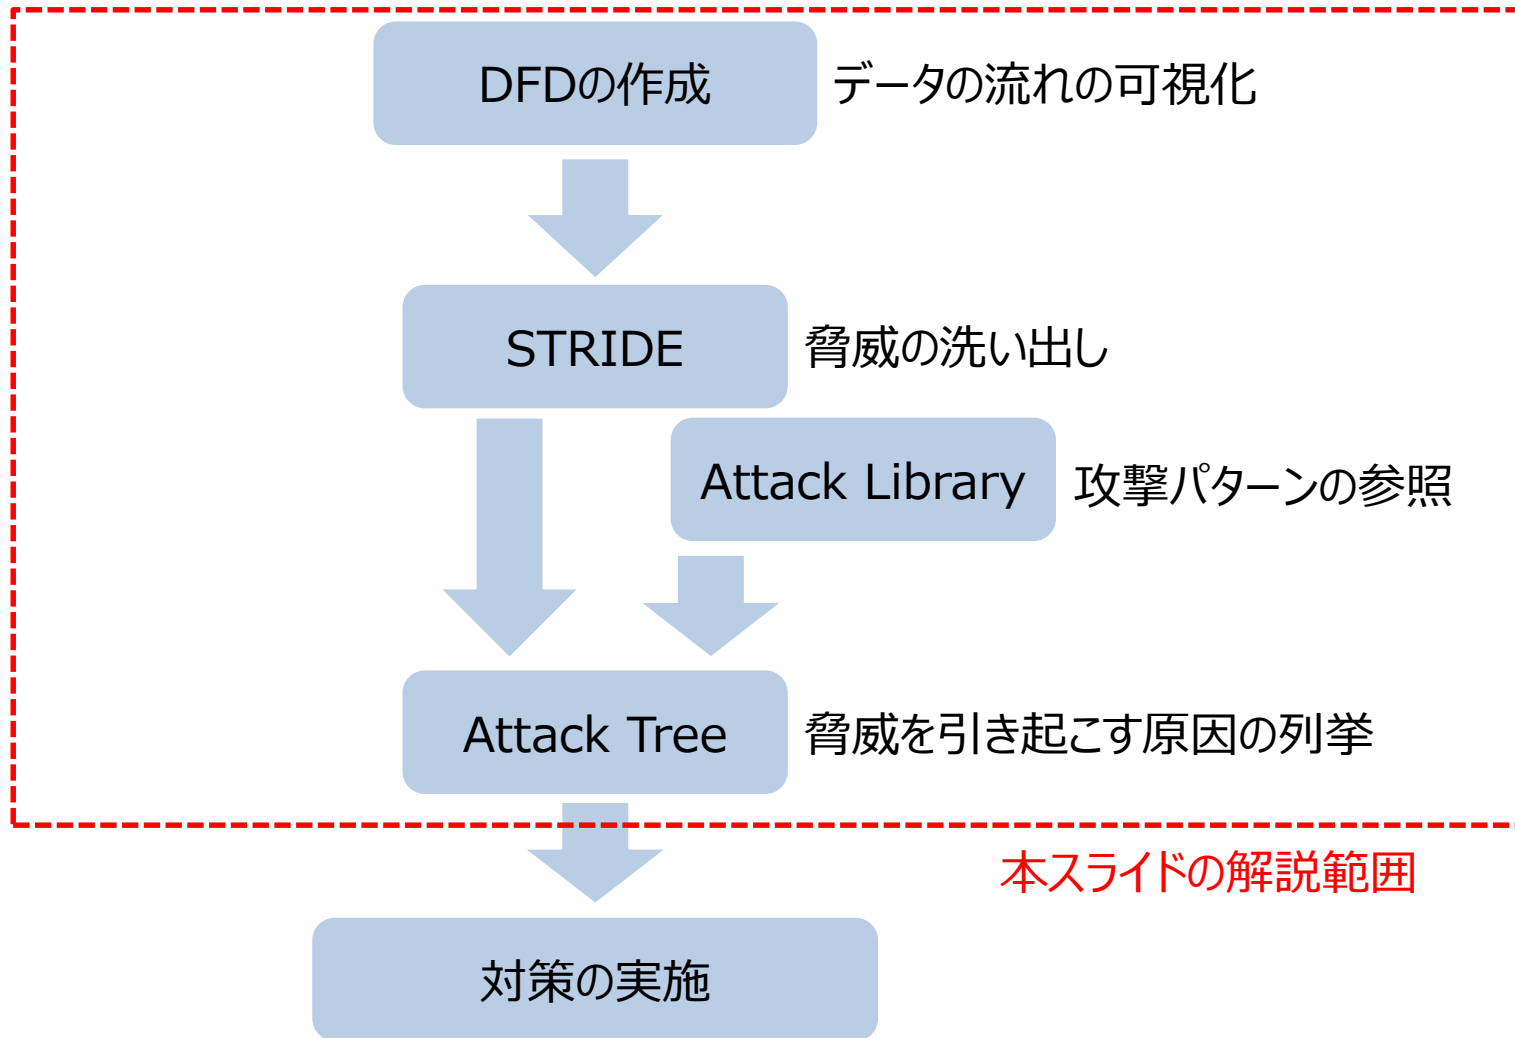 DFDの作成
データの流れの可視化
STRIDE
脅威の洗い出し
Attack Library
攻撃パターンの参照
Attack Tree
脅威を引き起こす原因の列挙
本スライドの解説範囲
対策の実施